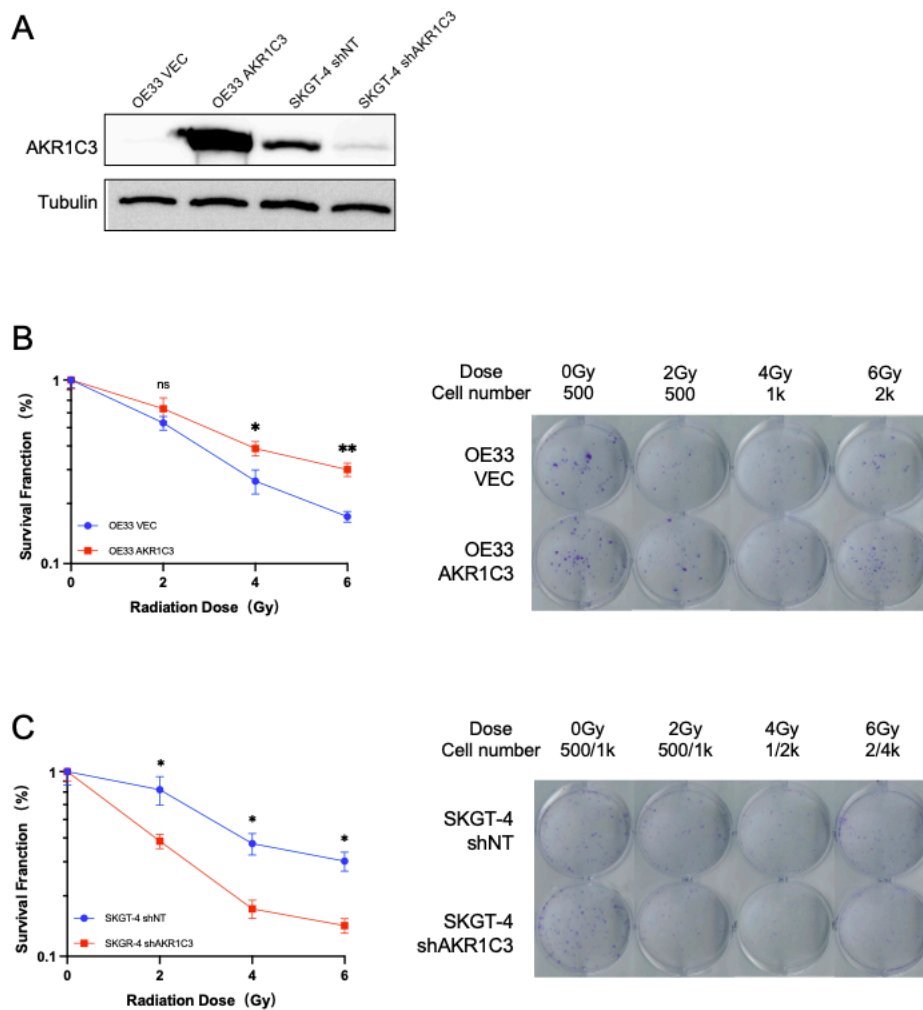 A
OE33 VEC
OE33 AKR1C3
SKGT-4 shNT
SKGT-4 shAKR1C3
AKR1C3
Tubulin
B
Survival Franction (%)
1
0.1
ns
*
**
OE33 VEC
OE33 AKR1C3
0 2 4 6
Radiation Dose (Gy)
Dose 0Gy 2Gy 4Gy 6Gy
Cell number 500 500 1k 2k
OE33
VEC
OE33
AKR1C3
C
Survival Franction (%)
1
0.1
*
*
*
SKGT-4 shNT
SKGR-4 shAKR1C3
0 2 4 6
Radiation Dose (Gy)
Dose 0Gy 2Gy 4Gy 6Gy
Cell number 500/1k 500/1k 1/2k 2/4k
SKGT-4
shNT
SKGT-4
shAKR1C3